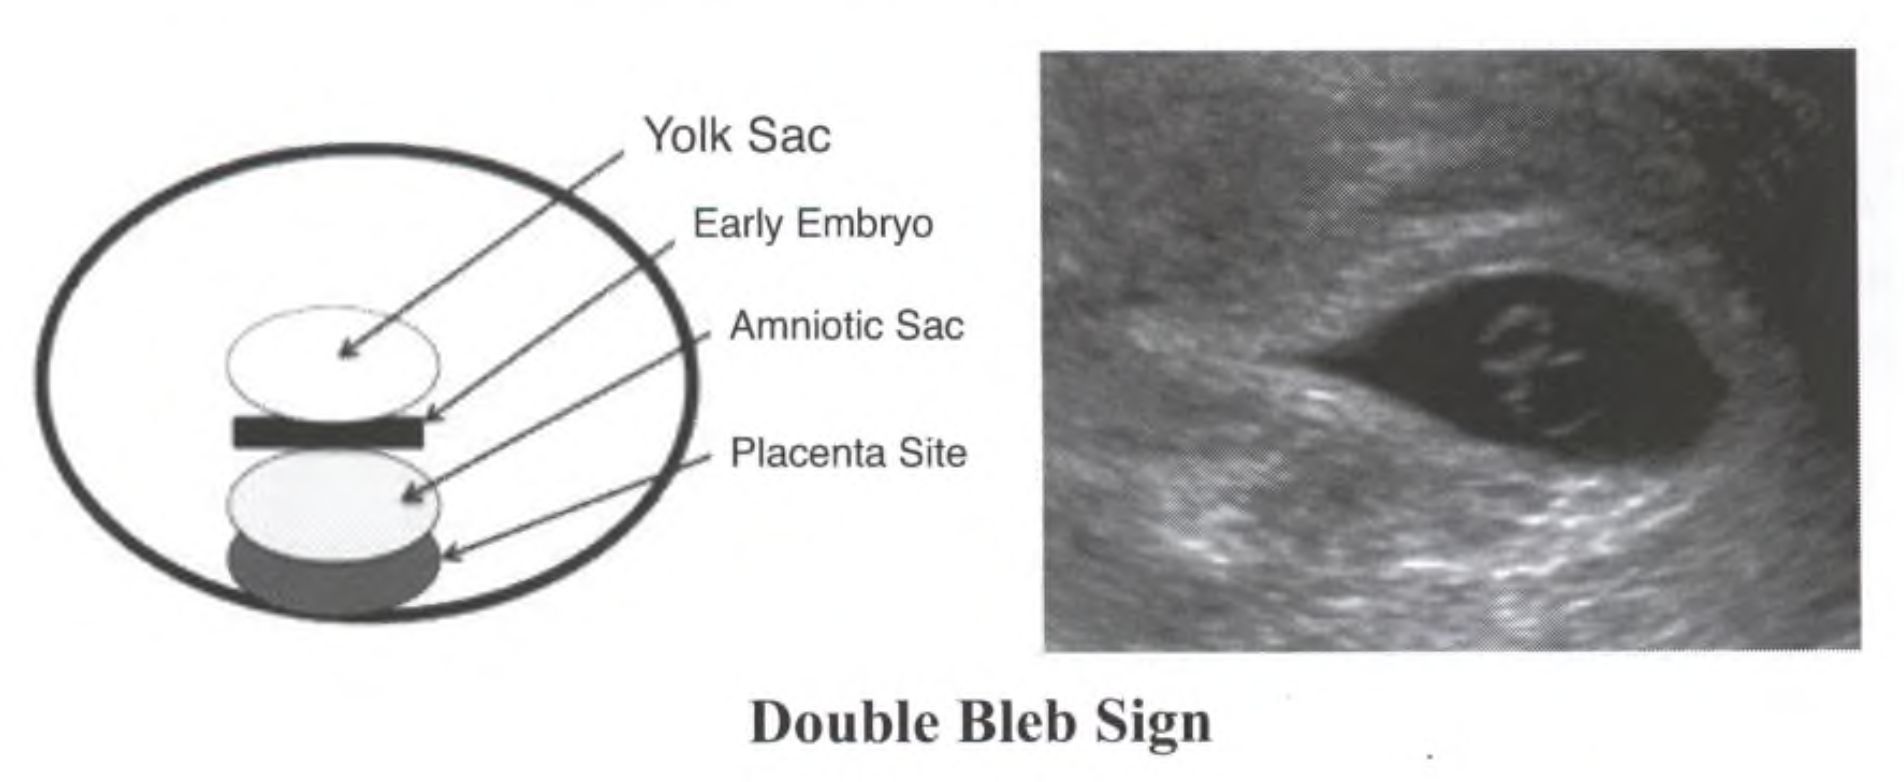 Yolk Sac
Early Embryo
Amniotic Sac
Placenta Site
Double Bleb Sign